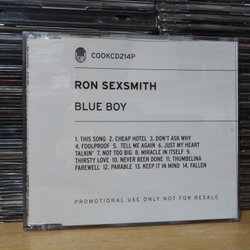 COOKCD214P
RON SEXSMITH
BLUE BOY
1. THIS SONG 2. CHEAP HOTEL 3. DON'T ASK WHY
4. FOOLPROOF 5. TELL ME AGAIN 6. JUST MY HEART
TALKIN' 7. NOT TOO BIG 8. MIRACLE IN ITSELF 9.
THIRSTY LOVE 10. NEVER BEEN DONE 11. THUMBELINA
FAREWELL 12. PARABLE 13. KEEP IT IN MIND 14. FALLEN
PROMOTIONAL USE ONLY NOT FOR RESALE